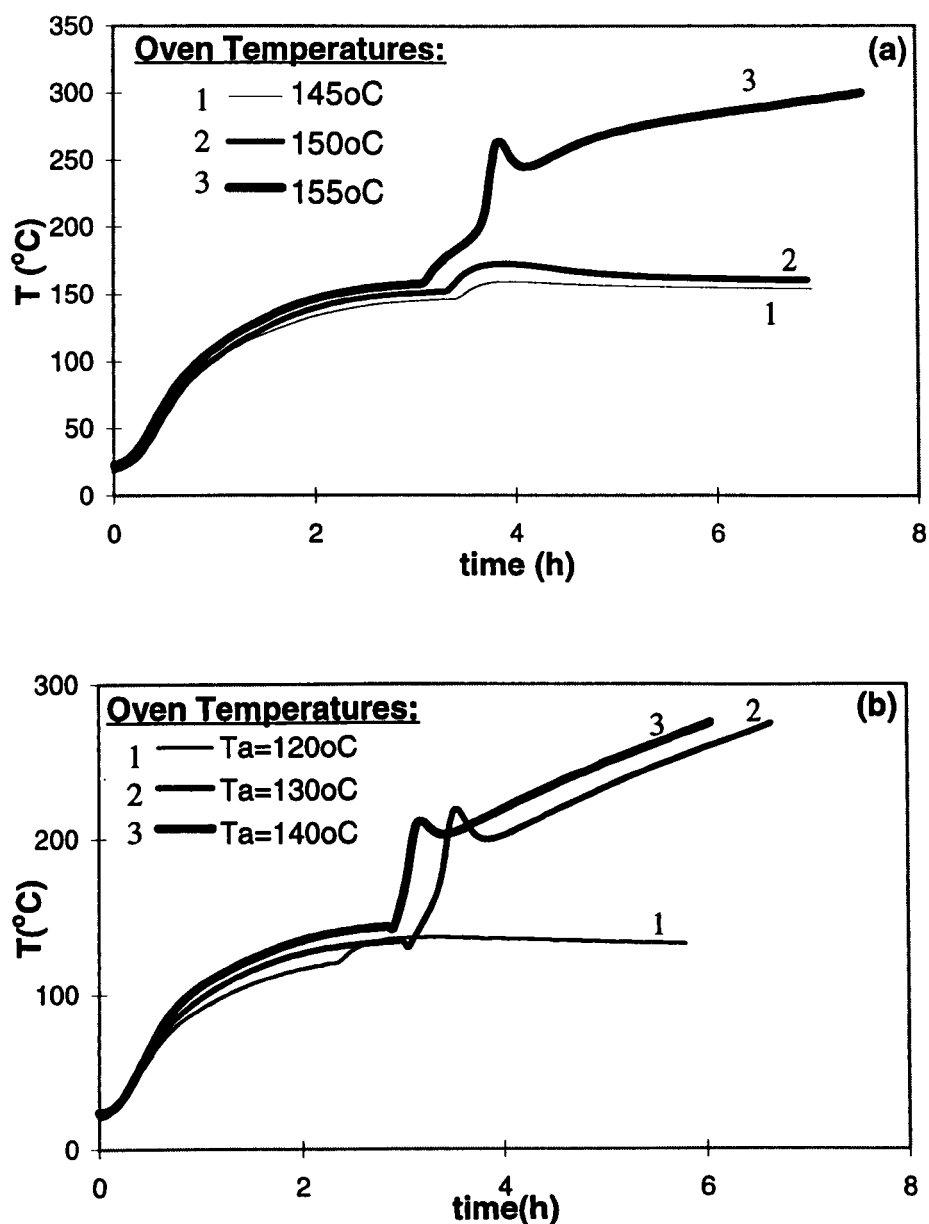 350
300
250
200
150
100
50
0
T (°C)
Oven Temperatures:
1 145oC
2 150oC
3 155oC
(a)
3
2
1
0 2 4 6 8
time (h)
300
200
100
0
T(°C)
Oven Temperatures:
1 Ta=120oC
2 Ta=130oC
3 Ta=140oC
(b)
3 2
1
0 2 4 6 8
time(h)